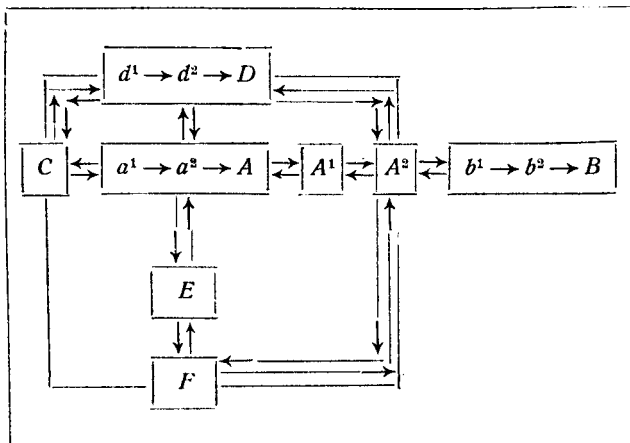 d¹ → d² → D
C a¹ → a² → A A¹ A² b¹ → b² → B
E
F